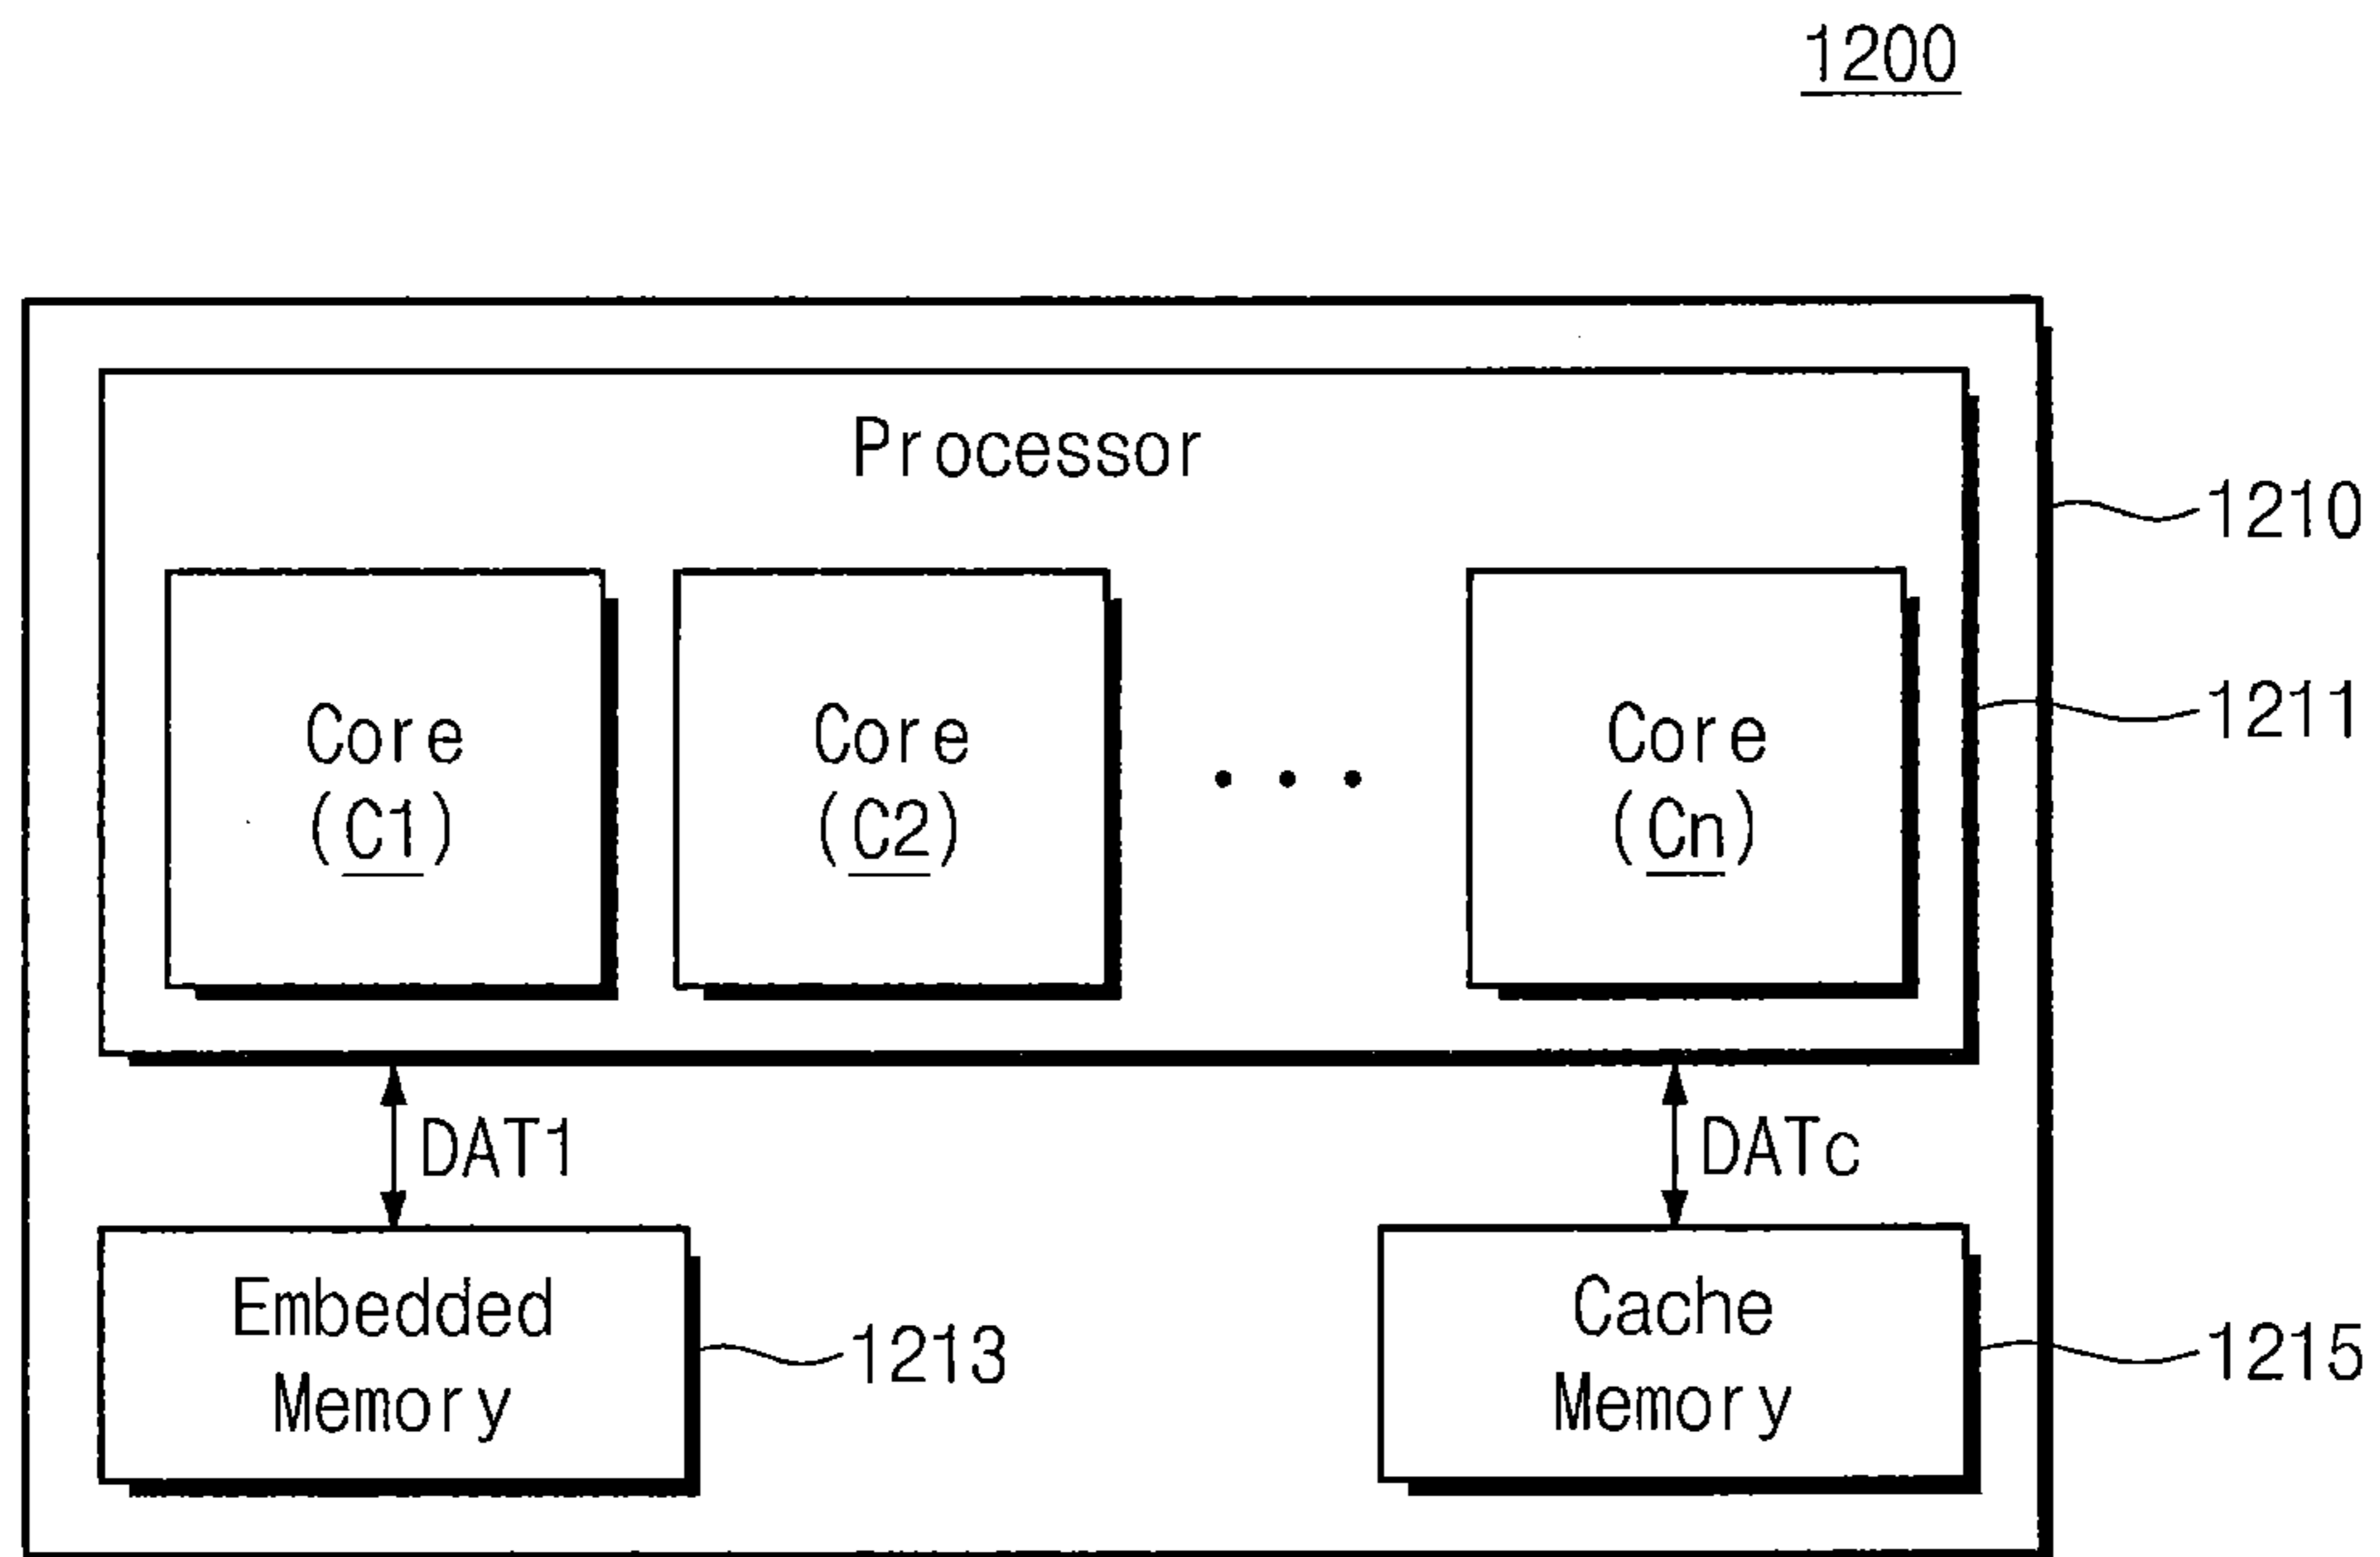 1200
Processor
1210
Core
(C1)
Core
(C2)
• • •
Core
(Cn)
1211
DAT1
DATc
Embedded
Memory
1213
Cache
Memory
1215